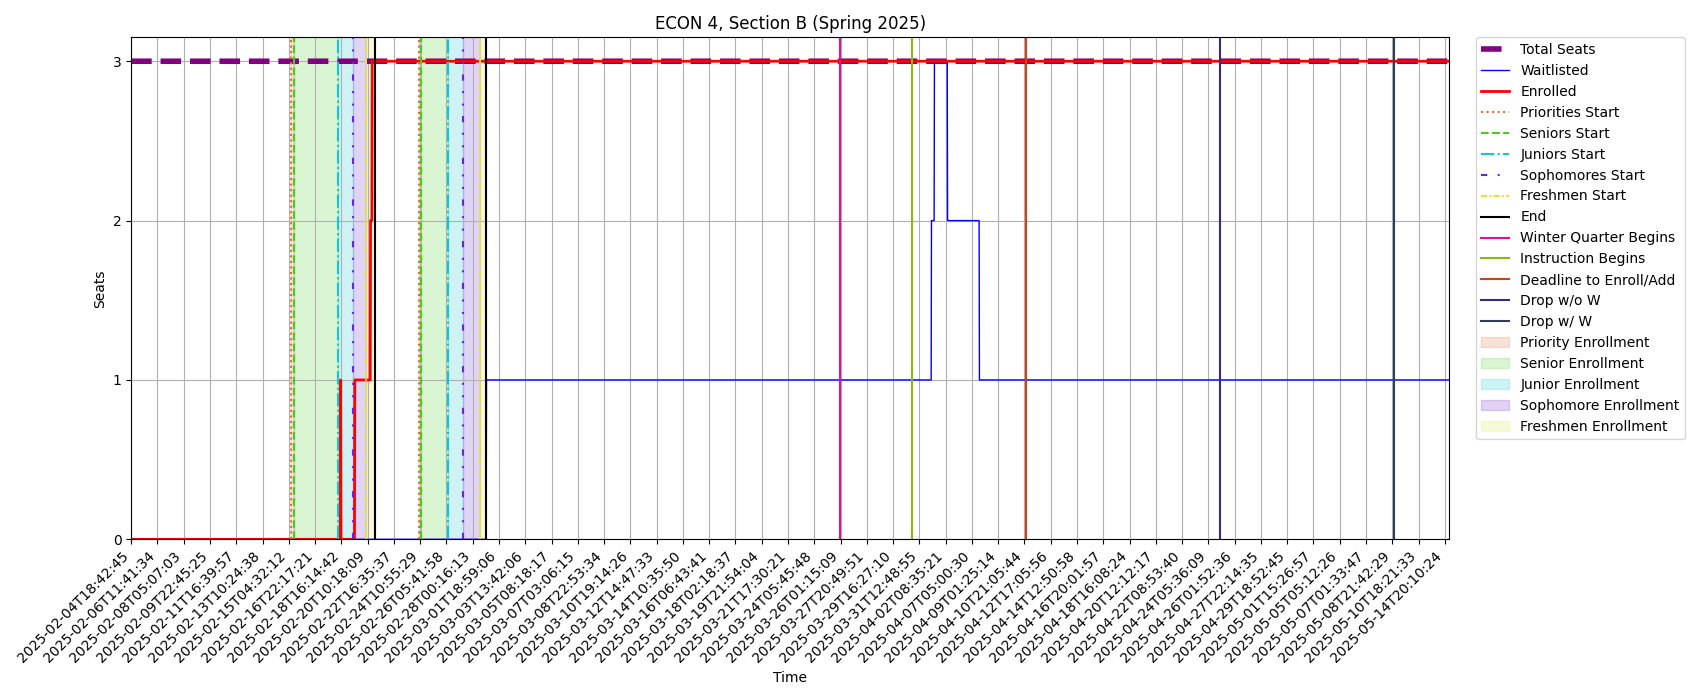 ECON 4, Section B (Spring 2025)
Seats
3
2
1
0
2025-02-04T18:42:45
2025-02-06T11:41:34
2025-02-08T05:07:03
2025-02-09T22:45:25
2025-02-11T16:39:57
2025-02-13T10:24:38
2025-02-15T04:32:12
2025-02-16T22:17:21
2025-02-18T16:14:42
2025-02-20T10:18:09
2025-02-22T16:35:37
2025-02-24T10:55:29
2025-02-26T05:41:58
2025-02-28T00:16:13
2025-03-01T18:59:06
2025-03-03T13:42:06
2025-03-05T08:18:17
2025-03-07T03:06:15
2025-03-08T22:53:34
2025-03-10T19:14:26
2025-03-12T14:47:33
2025-03-14T10:35:50
2025-03-16T06:43:41
2025-03-18T02:18:37
2025-03-19T21:54:04
2025-03-21T17:30:21
2025-03-24T05:45:48
2025-03-26T01:15:09
2025-03-27T20:49:51
2025-03-29T16:27:10
2025-03-31T12:48:55
2025-04-02T08:35:21
2025-04-07T05:00:30
2025-04-09T01:25:14
2025-04-10T21:05:44
2025-04-12T17:05:56
2025-04-14T12:50:58
2025-04-16T20:01:57
2025-04-18T16:08:24
2025-04-20T12:12:17
2025-04-22T08:53:40
2025-04-24T05:36:09
2025-04-26T01:52:36
2025-04-27T22:14:35
2025-04-29T18:52:45
2025-05-01T15:26:57
2025-05-05T05:12:26
2025-05-07T01:33:47
2025-05-08T21:42:29
2025-05-10T18:21:33
2025-05-14T20:10:24
Time
Total Seats
Waitlisted
Enrolled
Priorities Start
Seniors Start
Juniors Start
Sophomores Start
Freshmen Start
End
Winter Quarter Begins
Instruction Begins
Deadline to Enroll/Add
Drop w/o W
Drop w/ W
Priority Enrollment
Senior Enrollment
Junior Enrollment
Sophomore Enrollment
Freshmen Enrollment